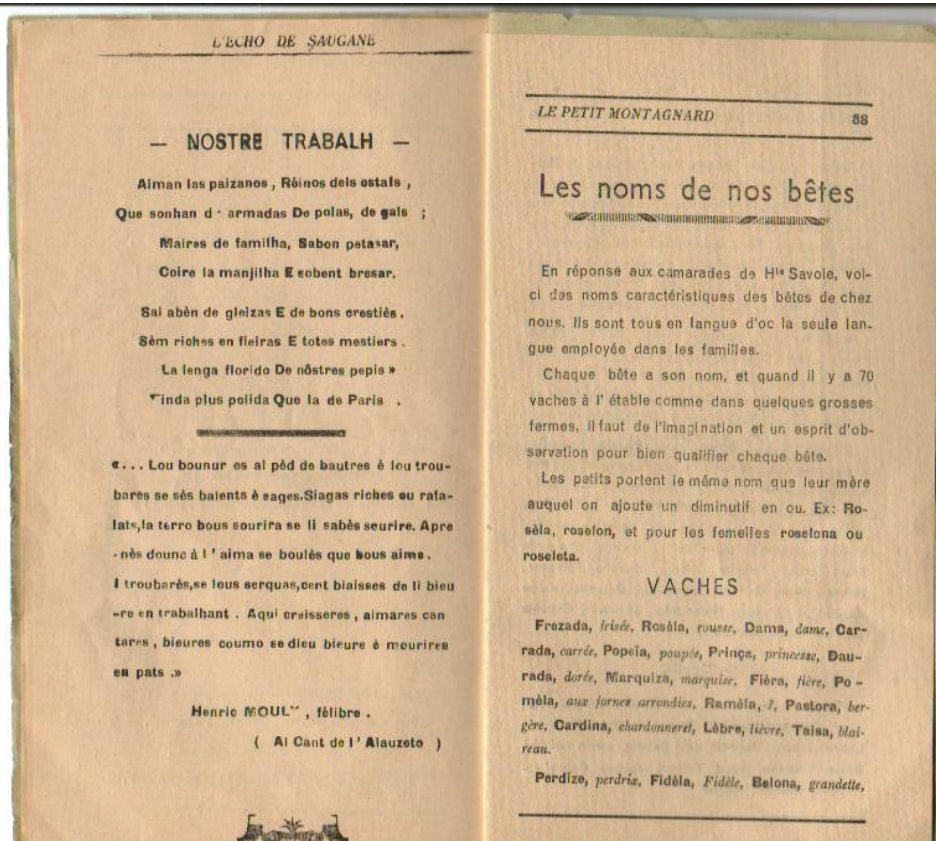 L'ECHO DE SAUGANE
— NOSTRE TRABALH —
Aiman las paizanos, Réinos dels ostals,
Que sonhan d'armadas De polas, de gals ;
Maires de familha, Sabon petasar,
Coire la manjilha E sobent bresar.
Sai abèn de gleizas E de bons crestiès.
Sèm riches en fieiras E totes mestiers.
La lenga florido De nôstres pepis »
Tinda plus polida Que la de Paris .
«... Lou bounur es al pèd de bautres è lou trou-
barès se sès balents è sages.Siagas riches ou rafa-
lats,la terro bous sourira se li sabès sourire. Apre
-nès dounc à l'aima se boulès que bous aime.
I troubarès,se lous serquas,cent biaisses de li bieu
-re en trabalhant . Aqui creisseres, aimares can
tares, bieures coumo se dieu bieure è mourires
en pats .»
Henric MOULY, félibre .
( Al Cant de l'Alauzeto )
LE PETIT MONTAGNARD 88
Les noms de nos bêtes
En réponse aux camarades de Hte Savoie, voi-
ci des noms caractéristiques des bêtes de chez
nous. Ils sont tous en langue d'oc la seule lan-
gue employée dans les familles.
Chaque bête a son nom, et quand il y a 70
vaches à l'étable comme dans quelques grosses
fermes, il faut de l'imagination et un esprit d'ob-
servation pour bien qualifier chaque bête.
Les petits portent le même nom que leur mère
auquel on ajoute un diminutif en ou. Ex: Ro-
sèla, roselon, et pour les femelles roselona ou
roseleta.
VACHES
Frezada, frisée, Rosèla, rousse, Dama, dame, Car-
rada, carrée, Popeïa, poupée, Prinça, princesse, Dau-
rada, dorée, Marquiza, marquise, Fièra, fière, Po-
mèla, aux formes arrondies, Ramèla, ?, Pastora, ber-
gère, Cardina, chardonneret, Lèbre, lièvre, Taisa, blai-
reau.
Perdize, perdrix, Fidèla, Fidèle, Belona, grandette,